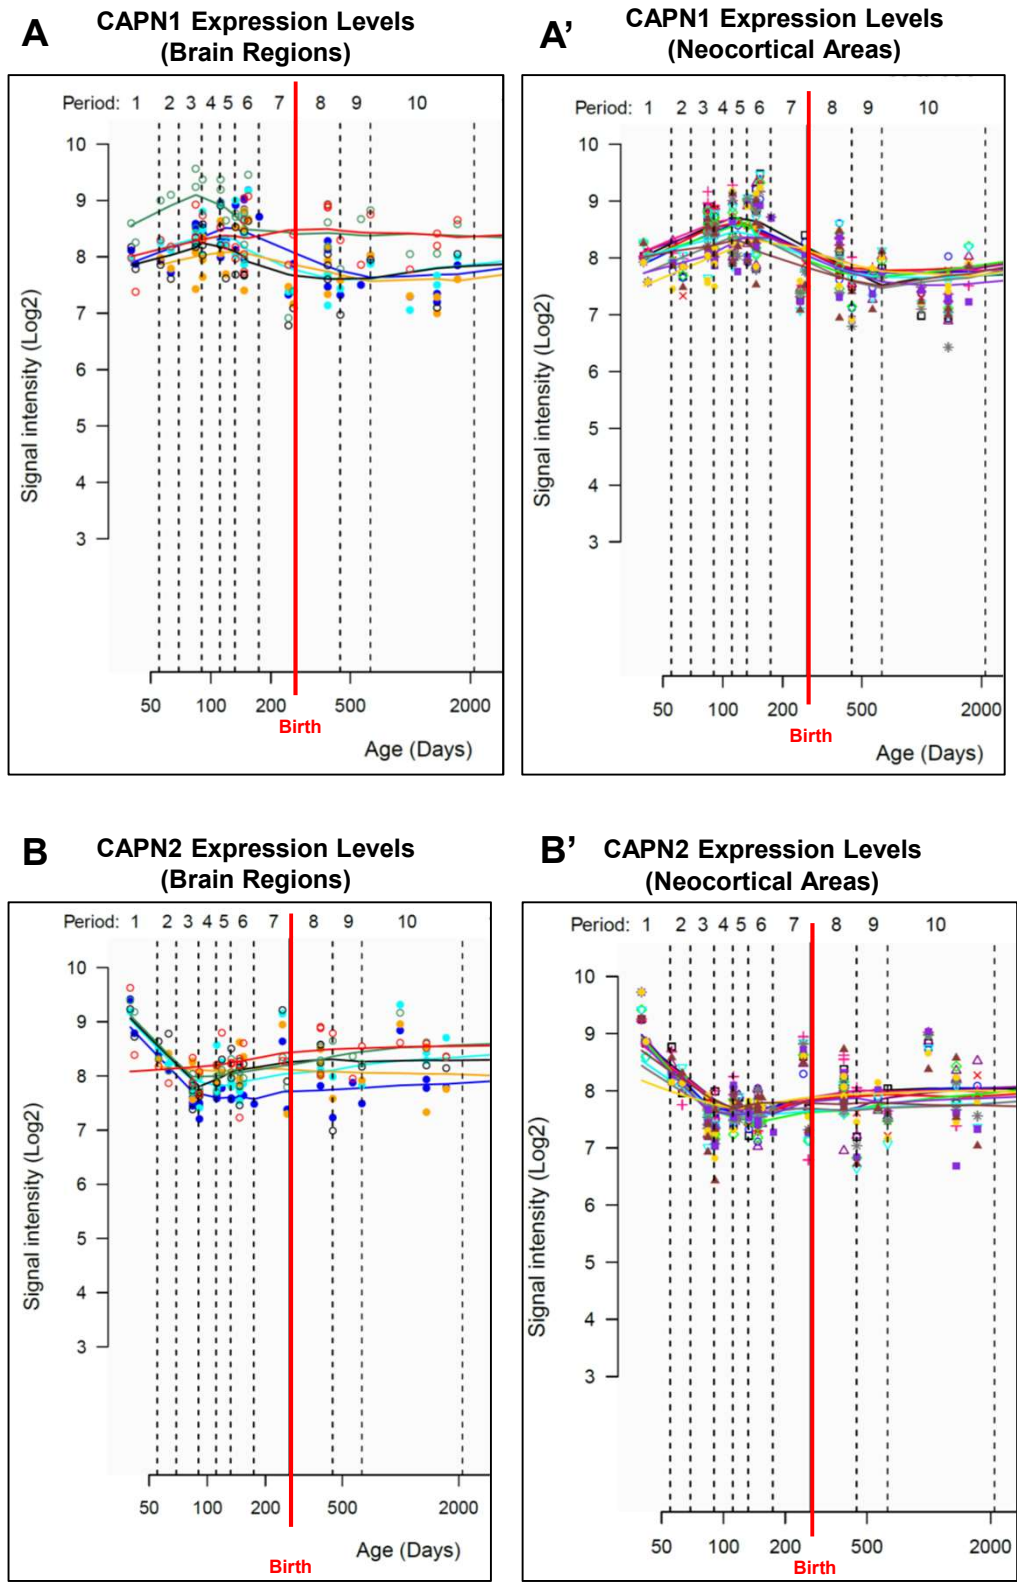 A
CAPN1 Expression Levels
(Brain Regions)
Period: 1 2 3 4 5 6 7 8 9 10
10
9
8
7
6
5
4
3
Signal intensity (Log2)
50 100 200 500 2000
Birth
Age (Days)
A’
CAPN1 Expression Levels
(Neocortical Areas)
Period: 1 2 3 4 5 6 7 8 9 10
10
9
8
7
6
5
4
3
Signal intensity (Log2)
50 100 200 500 2000
Birth
Age (Days)
B
CAPN2 Expression Levels
(Brain Regions)
Period: 1 2 3 4 5 6 7 8 9 10
10
9
8
7
6
5
4
3
Signal intensity (Log2)
50 100 200 500 2000
Birth
Age (Days)
B’
CAPN2 Expression Levels
(Neocortical Areas)
Period: 1 2 3 4 5 6 7 8 9 10
10
9
8
7
6
5
4
3
Signal intensity (Log2)
50 100 200 500 2000
Birth
Age (Days)